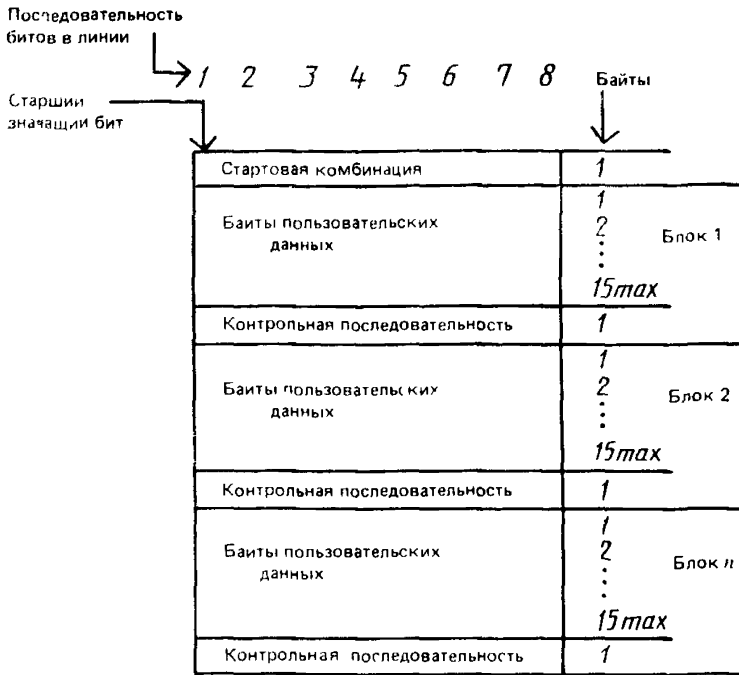 Последовательность
битов в линии
1 2 3 4 5 6 7 8 Байты
Старший
значащий бит
Стартовая комбинация 1
Байты пользовательских
данных
1
2
⋮
15max
Блок 1
Контрольная последовательность 1
Байты пользовательских
данных
1
2
⋮
15max
Блок 2
Контрольная последовательность 1
Байты пользовательских
данных
1
2
⋮
15max
Блок n
Контрольная последовательность 1